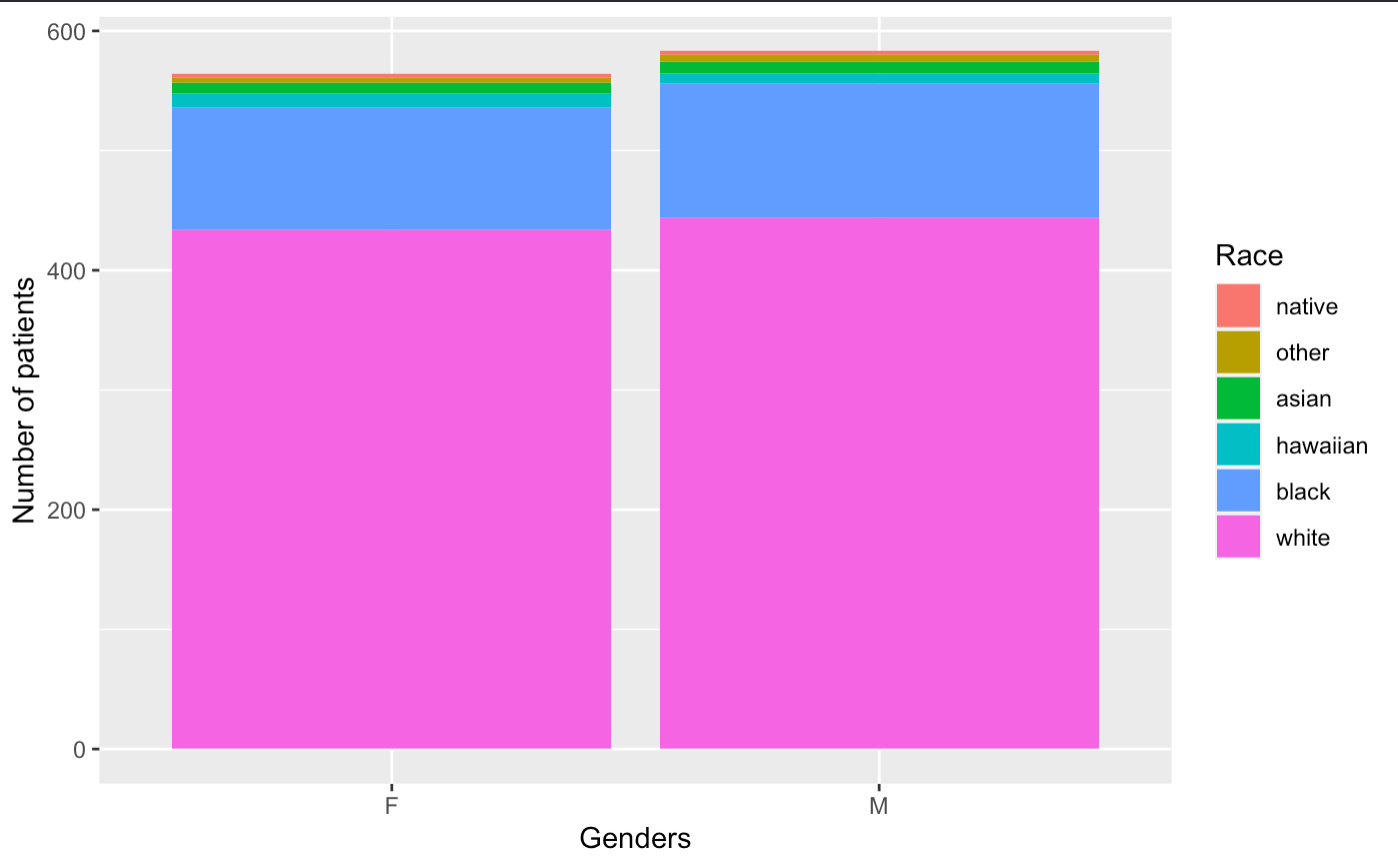 600
400
200
0
Number of patients
F
M
Genders
Race
native
other
asian
hawaiian
black
white